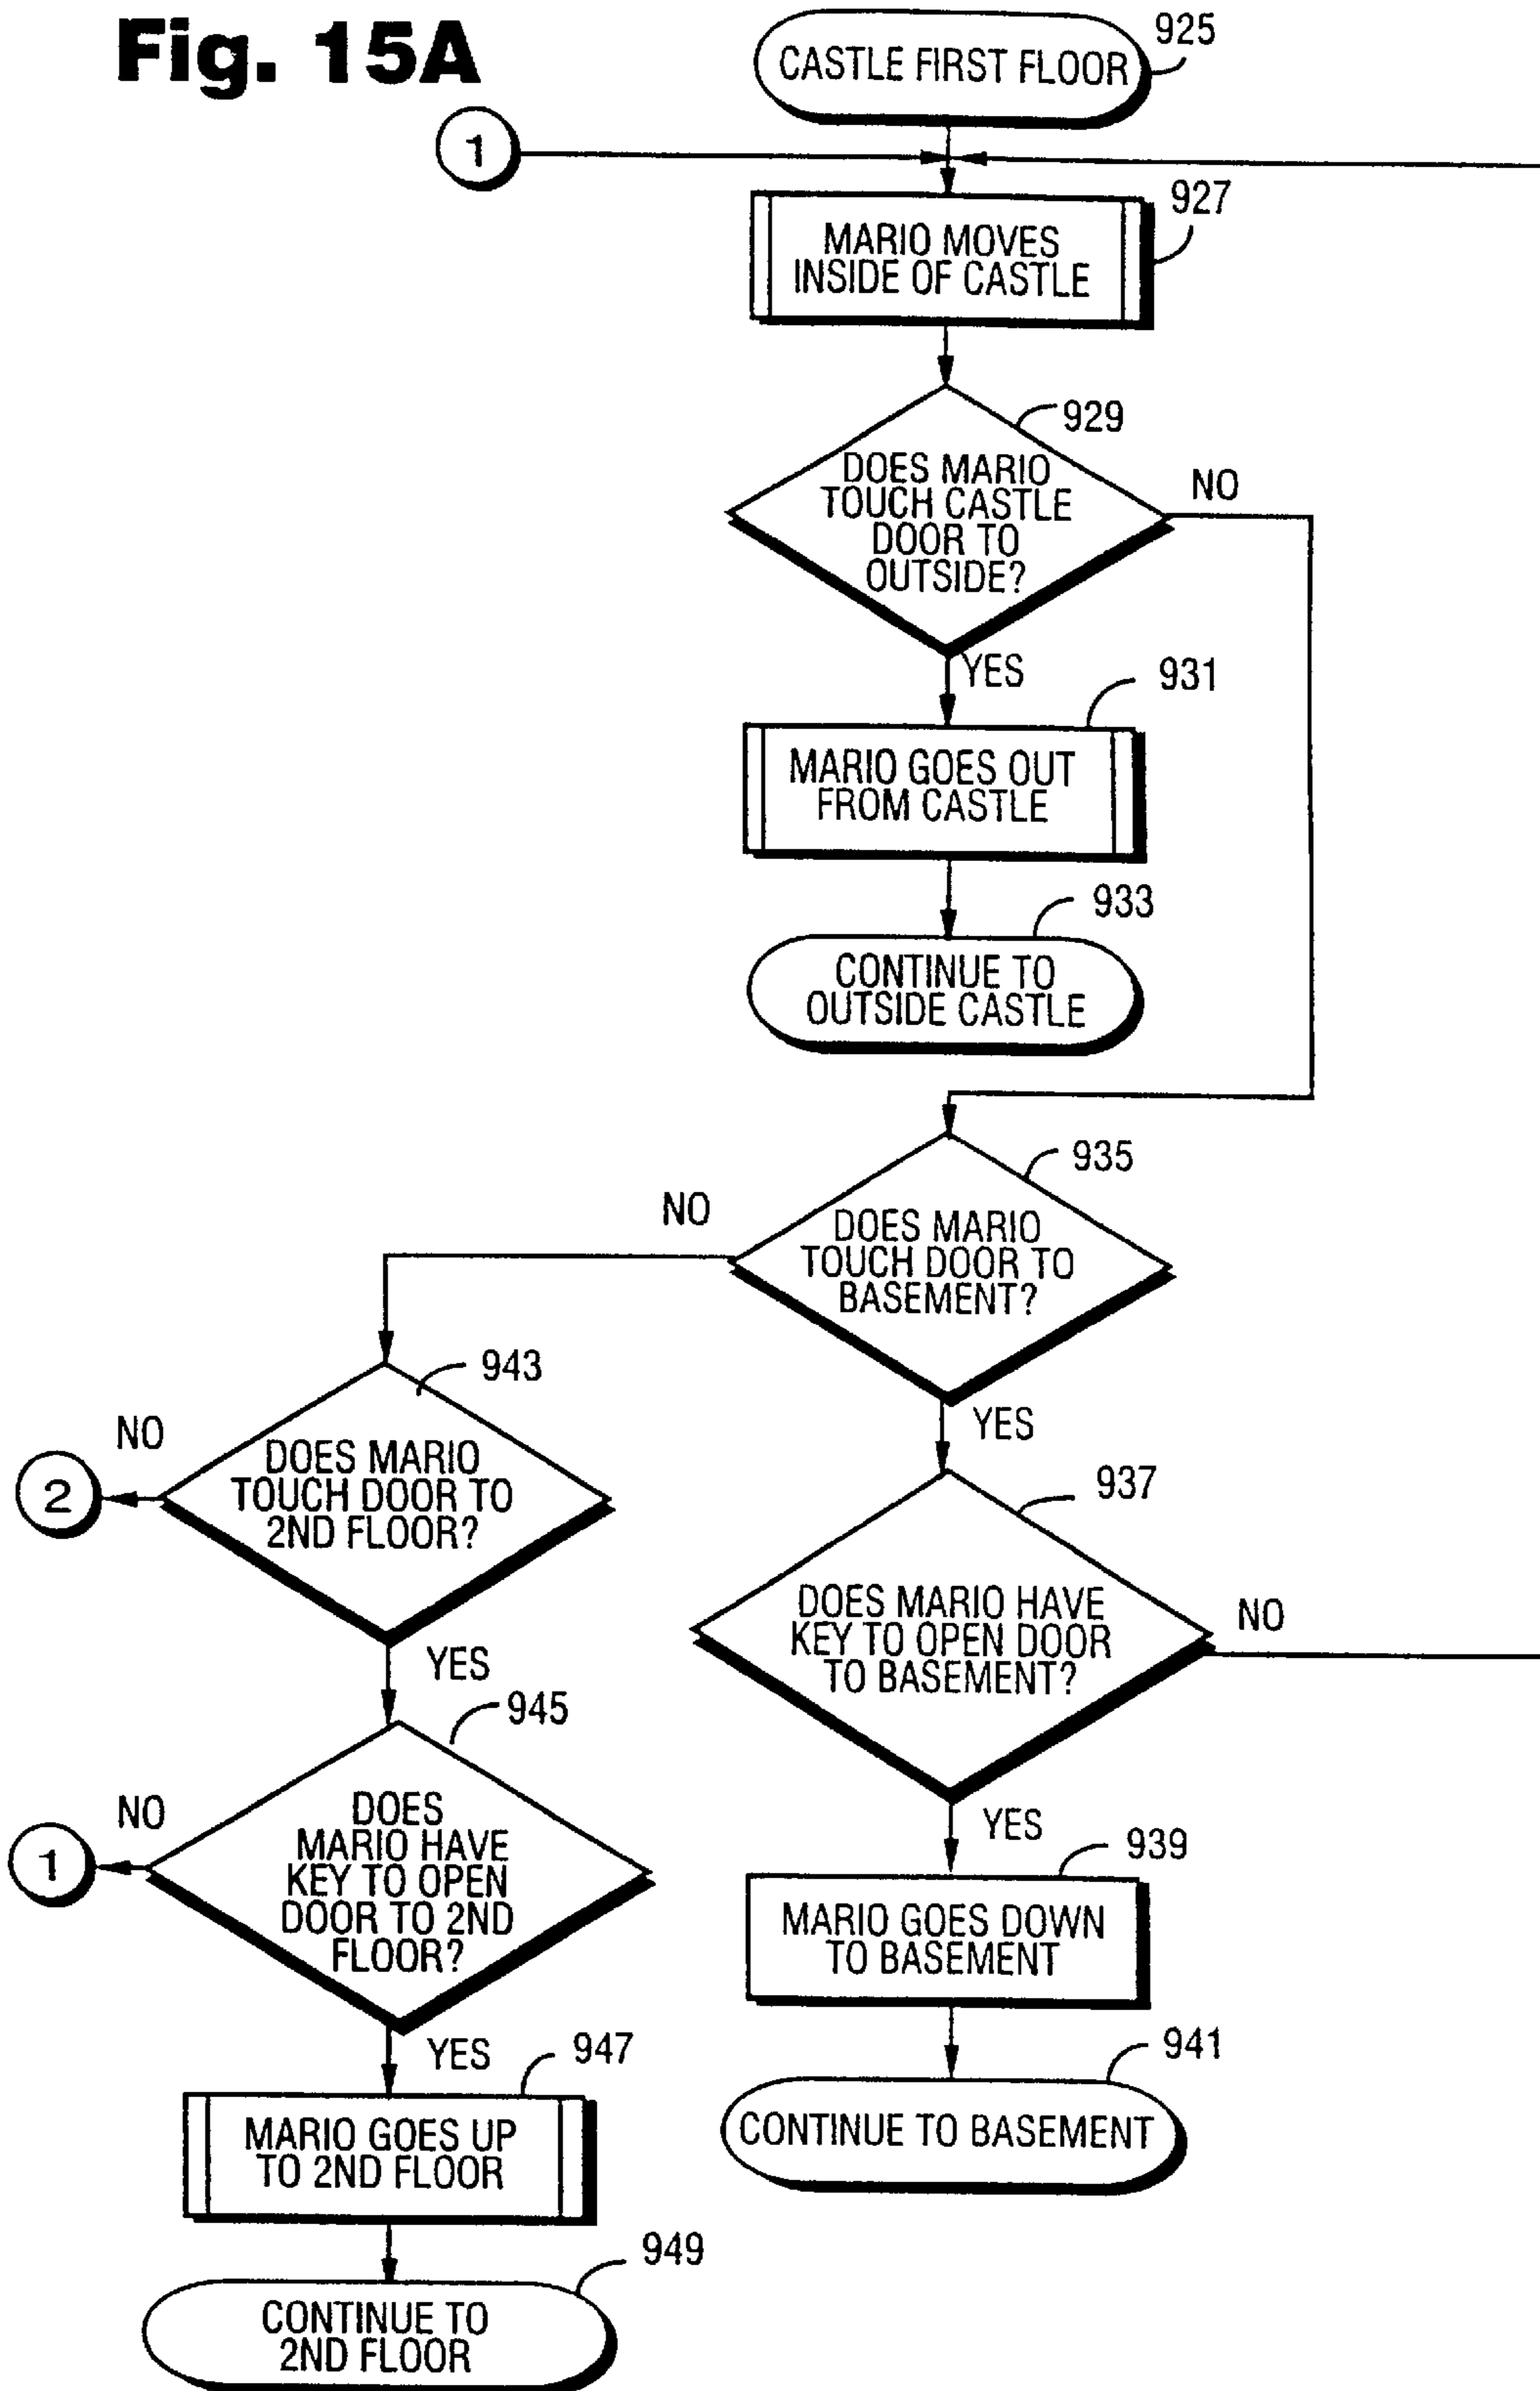 Fig. 15A
CASTLE FIRST FLOOR
925
1
MARIO MOVES
INSIDE OF CASTLE
927
DOES MARIO
TOUCH CASTLE
DOOR TO
OUTSIDE?
929
NO
YES
MARIO GOES OUT
FROM CASTLE
931
CONTINUE TO
OUTSIDE CASTLE
933
DOES MARIO
TOUCH DOOR TO
BASEMENT?
935
NO
YES
DOES MARIO
TOUCH DOOR TO
2ND FLOOR?
943
NO
2
YES
DOES MARIO HAVE
KEY TO OPEN DOOR
TO BASEMENT?
937
NO
YES
DOES
MARIO HAVE
KEY TO OPEN
DOOR TO 2ND
FLOOR?
945
NO
1
YES
MARIO GOES DOWN
TO BASEMENT
939
CONTINUE TO BASEMENT
941
MARIO GOES UP
TO 2ND FLOOR
947
CONTINUE TO
2ND FLOOR
949